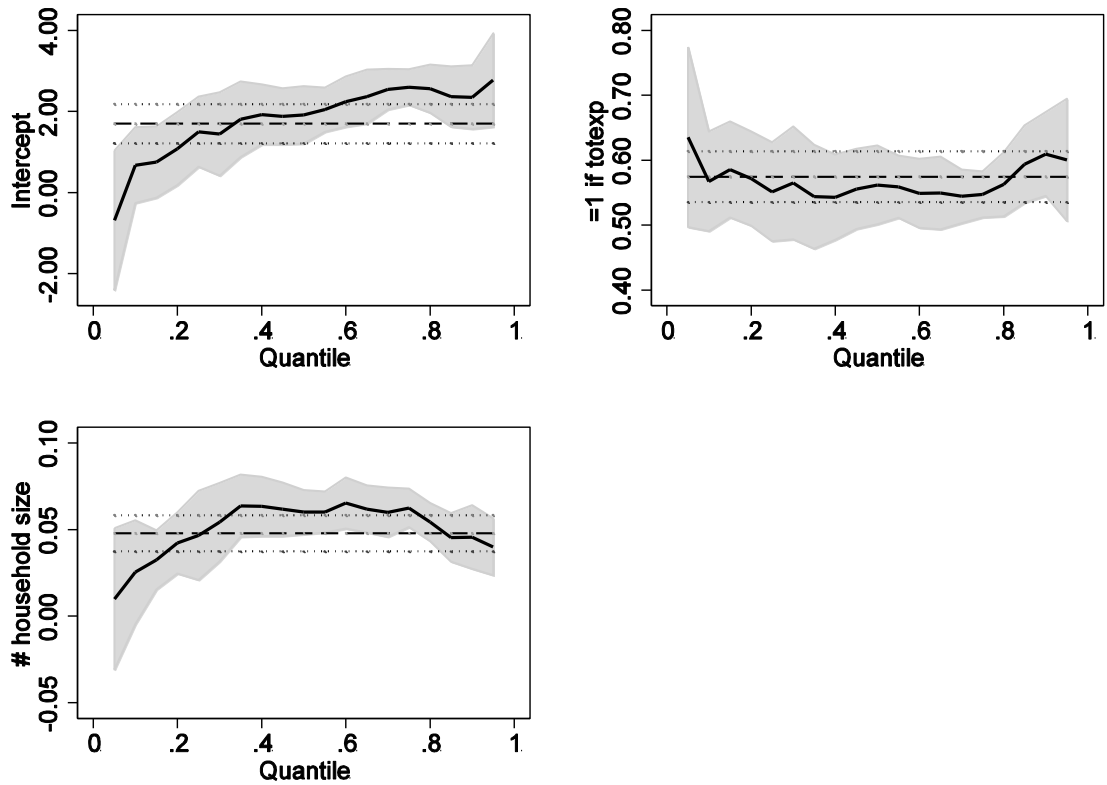 Intercept
4.00
2.00
0.00
-2.00
0 .2 .4 .6 .8 1
Quantile
=1 if totexp
0.80
0.70
0.60
0.50
0.40
0 .2 .4 .6 .8 1
Quantile
# household size
0.10
0.05
0.00
-0.05
0 .2 .4 .6 .8 1
Quantile